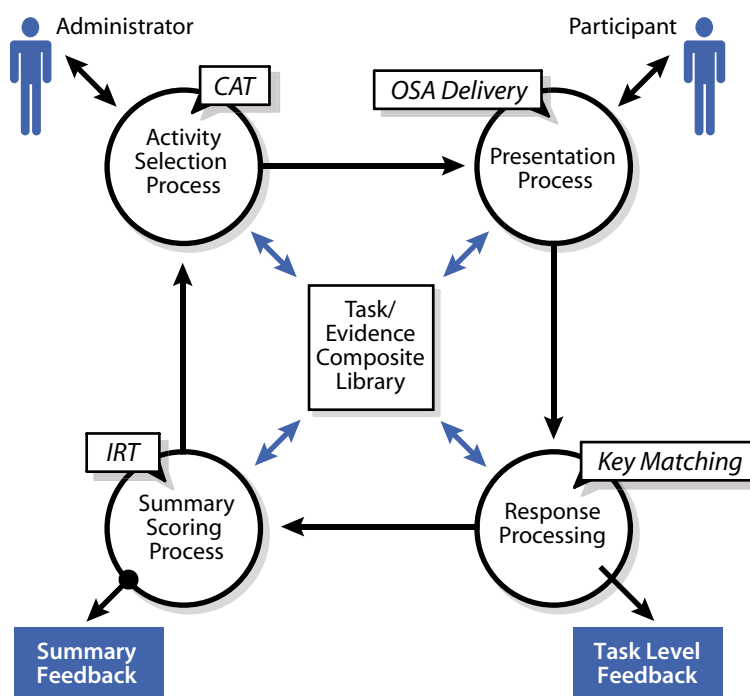 Administrator
Participant
CAT
OSA Delivery
Activity
Selection
Process
Presentation
Process
Task/
Evidence
Composite
Library
IRT
Key Matching
Summary
Scoring
Process
Response
Processing
Summary
Feedback
Task Level
Feedback